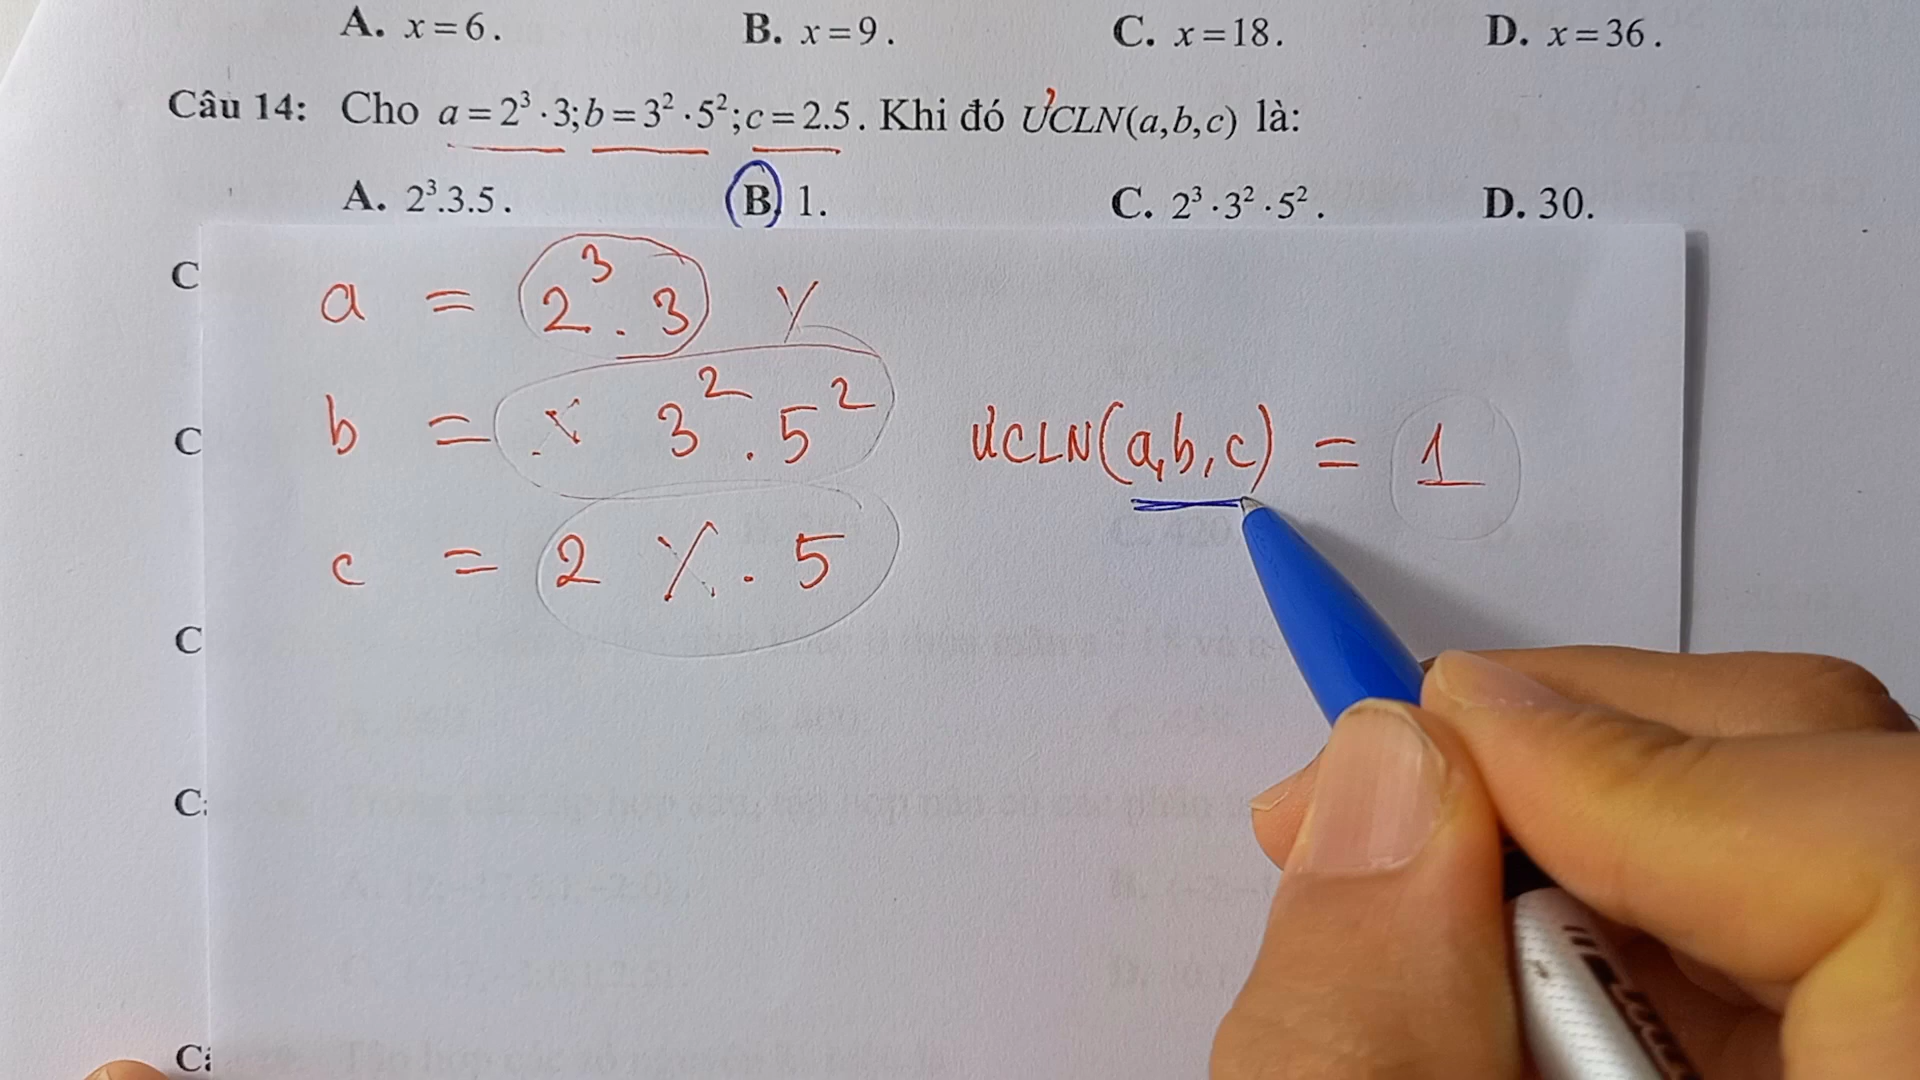 A. x=6. B. x=9. C. x=18. D. x=36.
Câu 14: Cho a=2³·3;b=3²·5²;c=2.5. Khi đó ƯCLN(a,b,c) là:
A. 2³.3.5. B. 1. C. 2³·3²·5². D. 30.
a = 2³. 3
b = 3². 5²
ƯCLN(a,b,c) = 1
c = 2 . 5
C
C
C